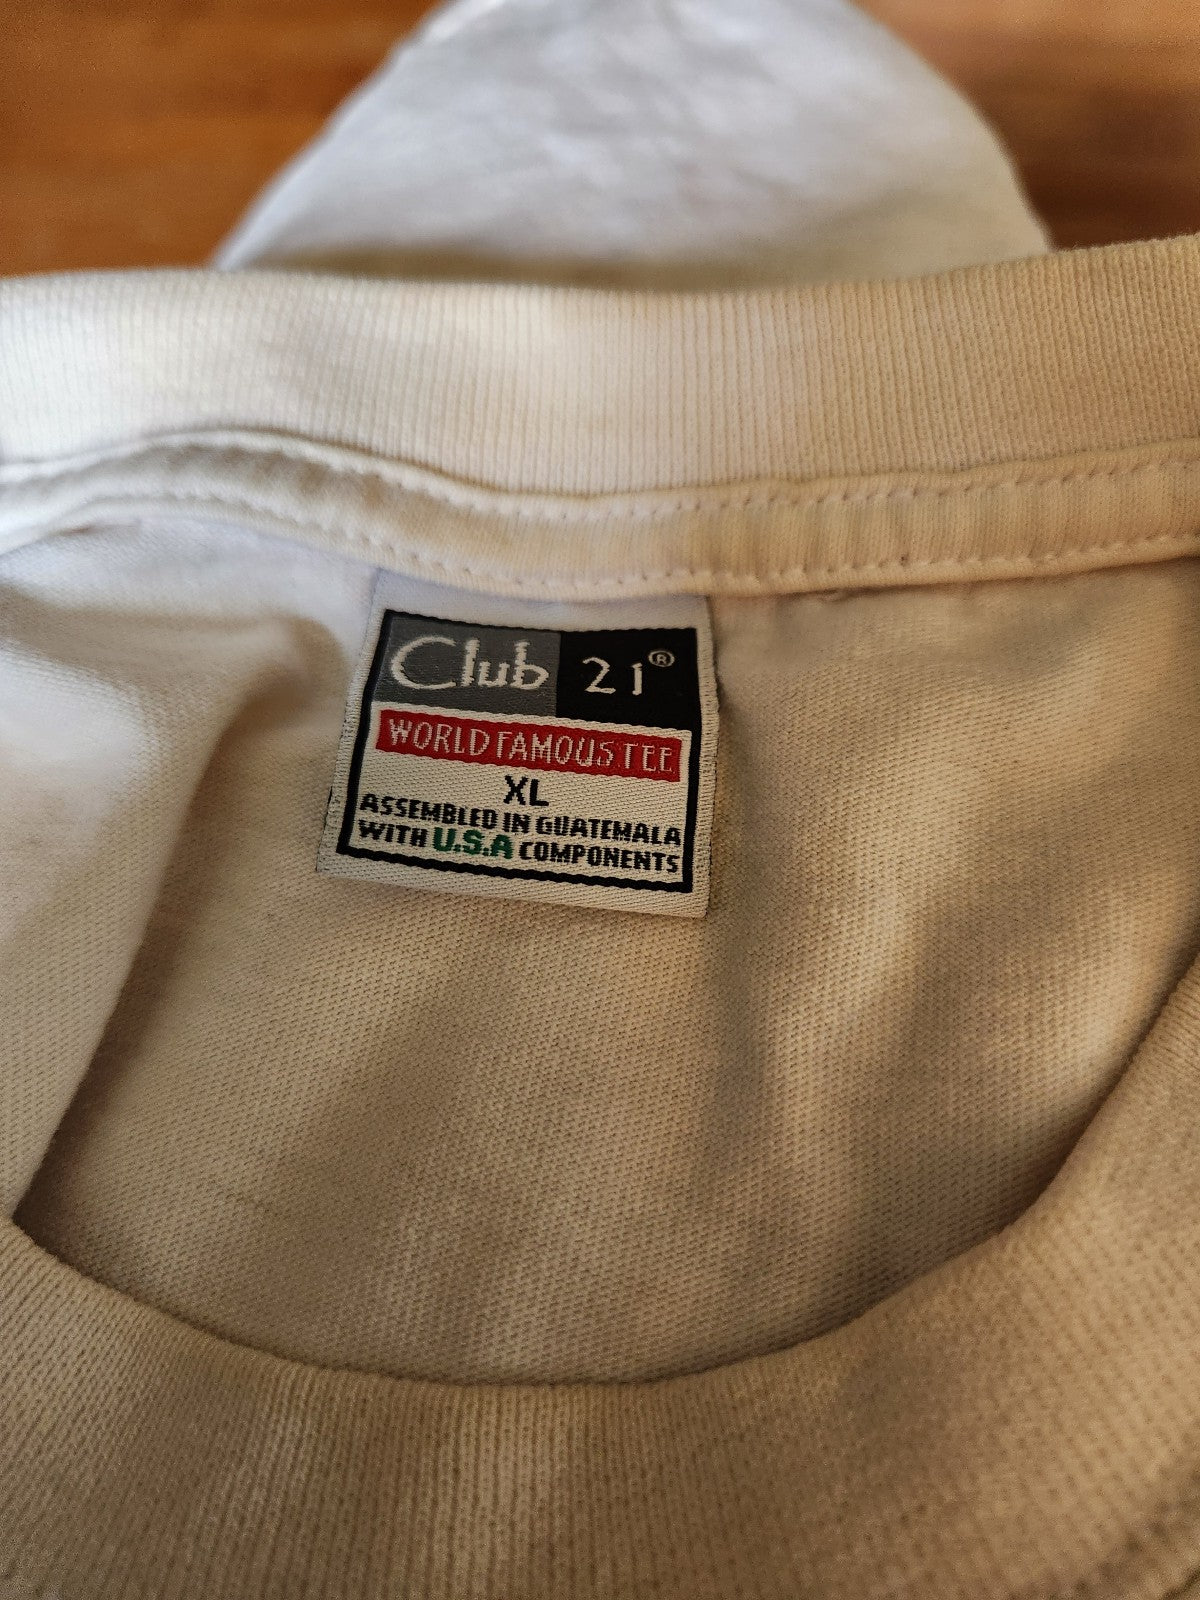 Club 21®
WORLD FAMOUS TEE
XL
ASSEMBLED IN GUATEMALA
WITH U.S.A COMPONENTS